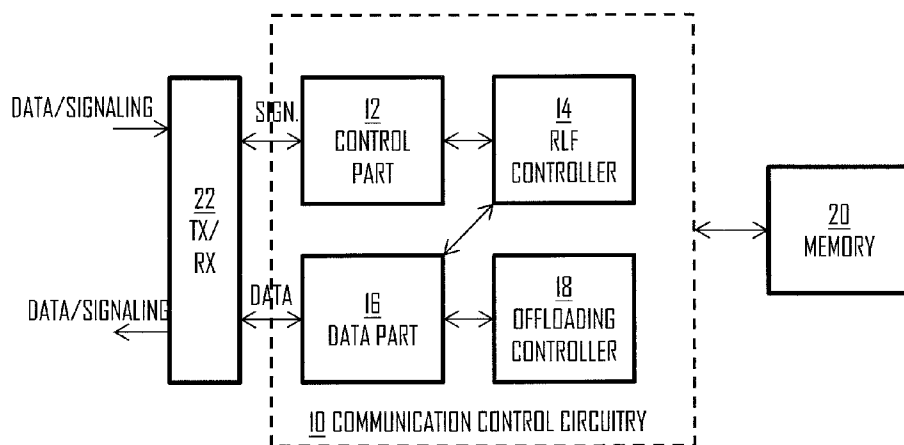 DATA/SIGNALING
22
TX/
RX
DATA/SIGNALING
SIGN.
DATA
12
CONTROL
PART
14
RLF
CONTROLLER
16
DATA PART
18
OFFLOADING
CONTROLLER
10 COMMUNICATION CONTROL CIRCUITRY
20
MEMORY